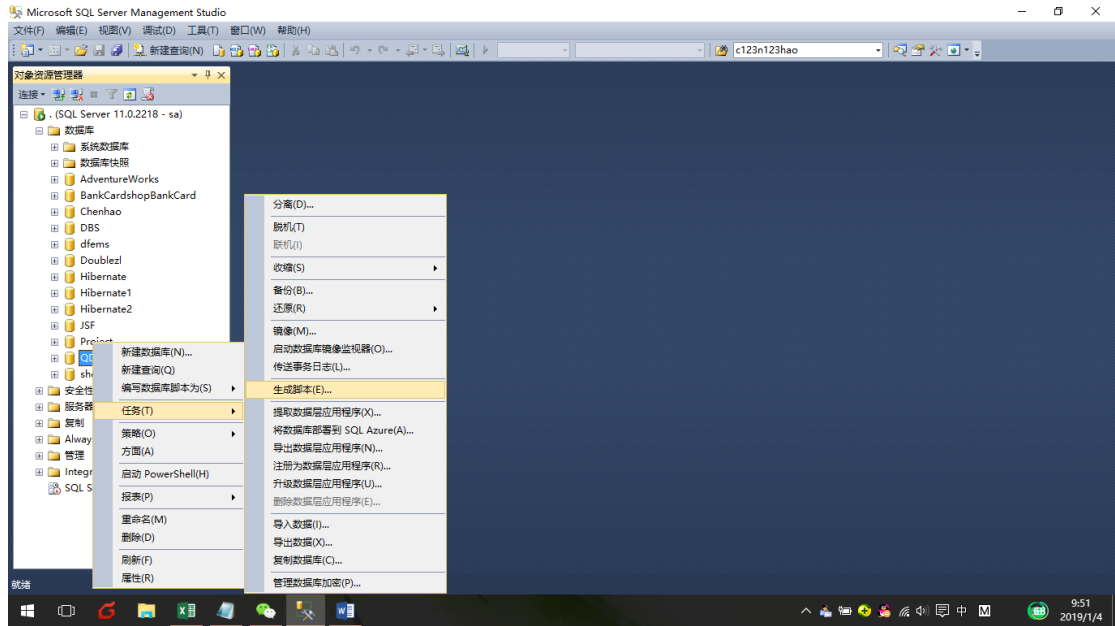 Microsoft SQL Server Management Studio
文件(F) 编辑(E) 视图(V) 调试(D) 工具(T) 窗口(W) 帮助(H)
新建查询(N)
c123n123hao
对象资源管理器
连接
. (SQL Server 11.0.2218 - sa)
数据库
系统数据库
数据库快照
AdventureWorks
BankCardshopBankCard
Chenhao
DBS
dfems
Doublezl
Hibernate
Hibernate1
Hibernate2
JSF
Project
sh
安全性
服务器
复制
Alway
管理
Integr
SQL S
新建数据库(N)...
新建查询(Q)
编写数据库脚本为(S)
任务(T)
策略(O)
方面(A)
启动 PowerShell(H)
报表(P)
重命名(M)
删除(D)
刷新(F)
属性(R)
分离(D)...
脱机(T)
联机(I)
收缩(S)
备份(B)...
还原(R)
镜像(M)...
启动数据库镜像监视器(O)...
传送事务日志(L)...
生成脚本(E)...
提取数据层应用程序(X)...
将数据库部署到 SQL Azure(A)...
导出数据层应用程序(N)...
注册为数据层应用程序(R)...
升级数据层应用程序(U)...
删除数据层应用程序(E)...
导入数据(I)...
导出数据(X)...
复制数据库(C)...
管理数据库加密(P)...
就绪
中
M
9:51
2019/1/4